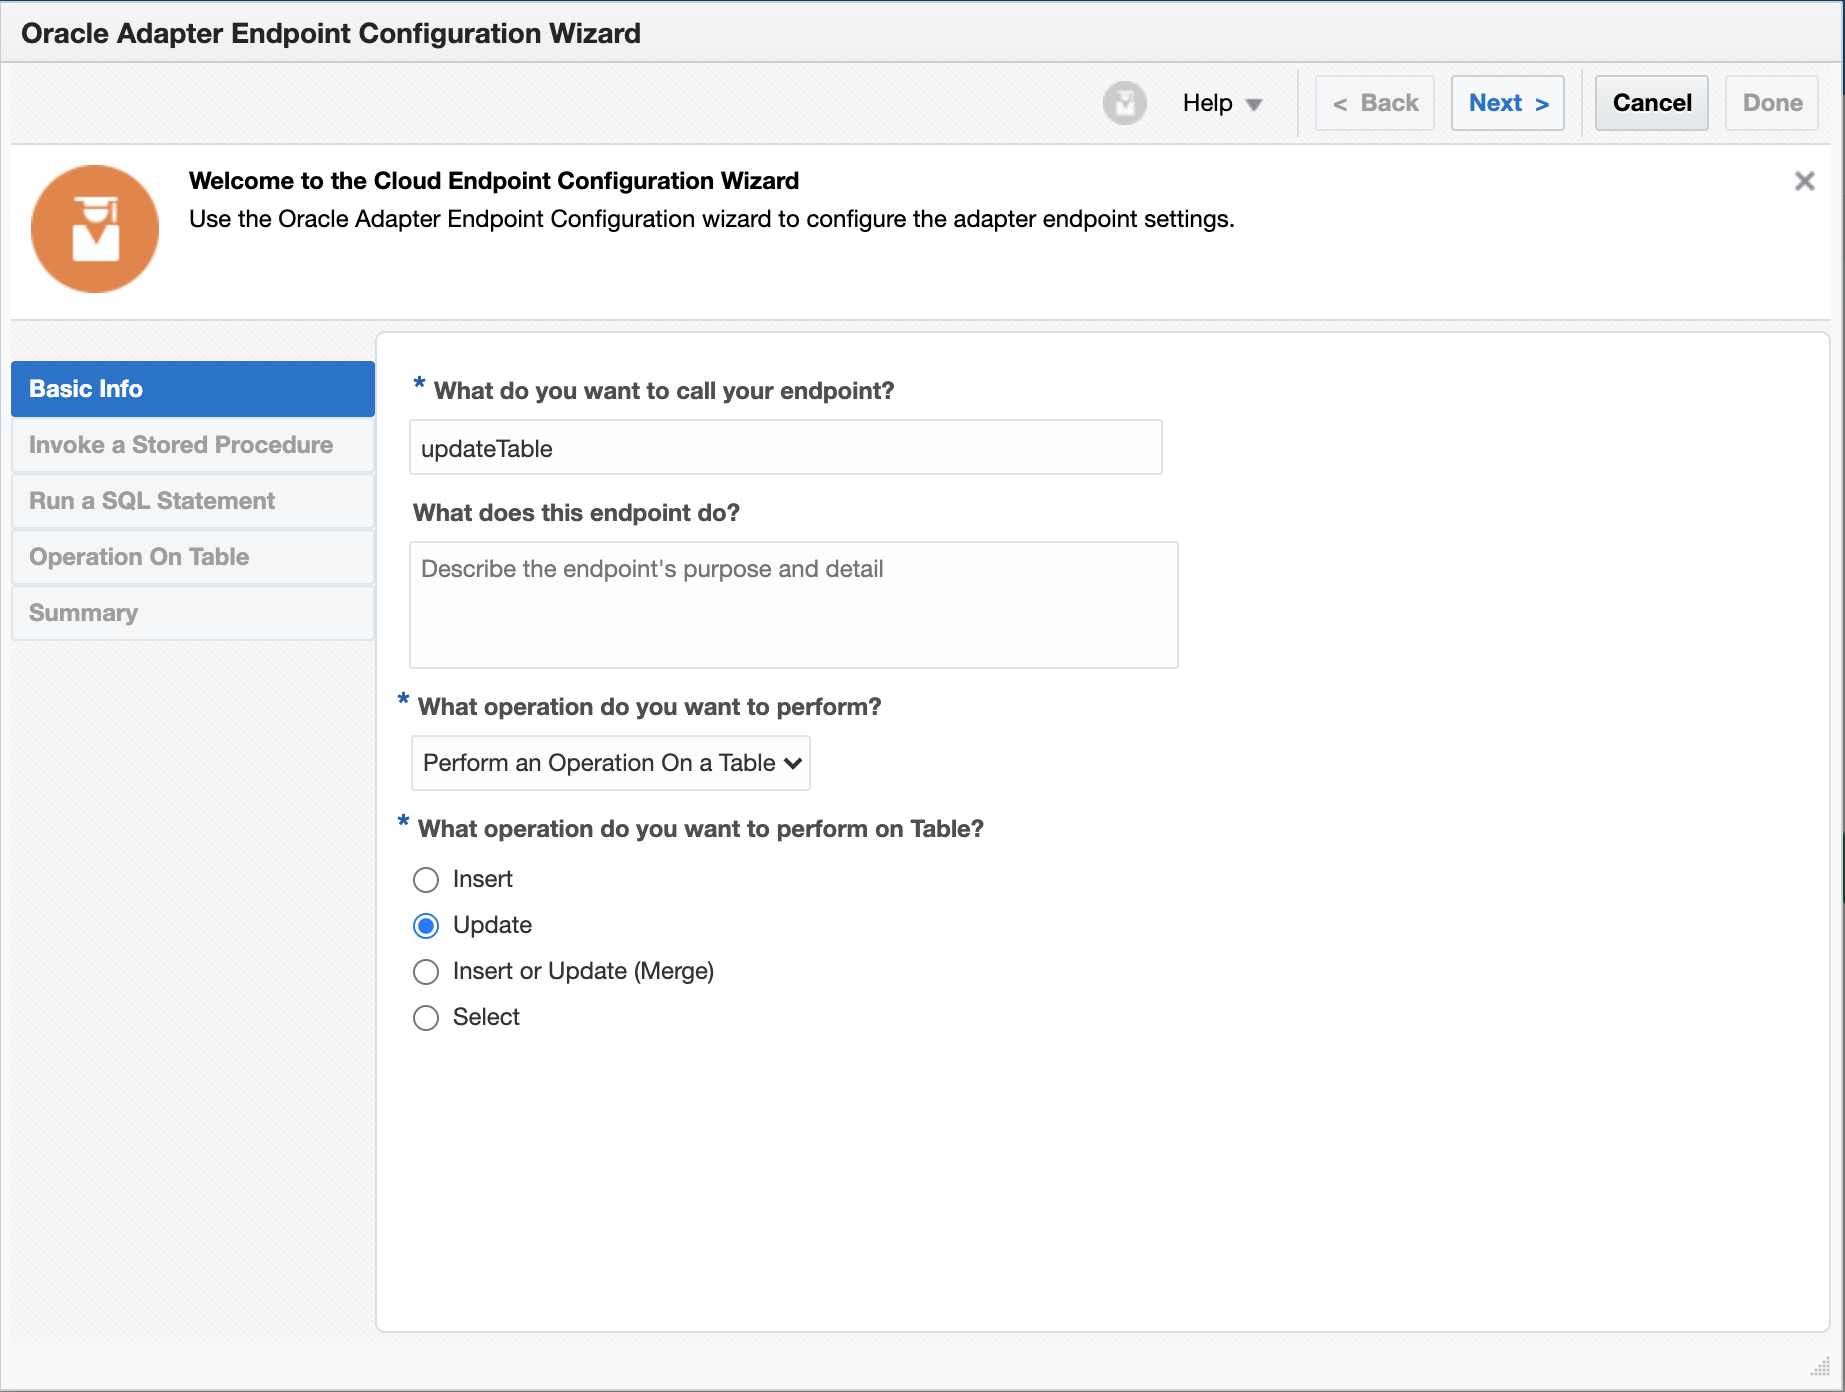 Oracle Adapter Endpoint Configuration Wizard
Help
< Back
Next >
Cancel
Done
Welcome to the Cloud Endpoint Configuration Wizard
Use the Oracle Adapter Endpoint Configuration wizard to configure the adapter endpoint settings.
Basic Info
Invoke a Stored Procedure
Run a SQL Statement
Operation On Table
Summary
* What do you want to call your endpoint?
updateTable
What does this endpoint do?
Describe the endpoint's purpose and detail
* What operation do you want to perform?
Perform an Operation On a Table
* What operation do you want to perform on Table?
Insert
Update
Insert or Update (Merge)
Select